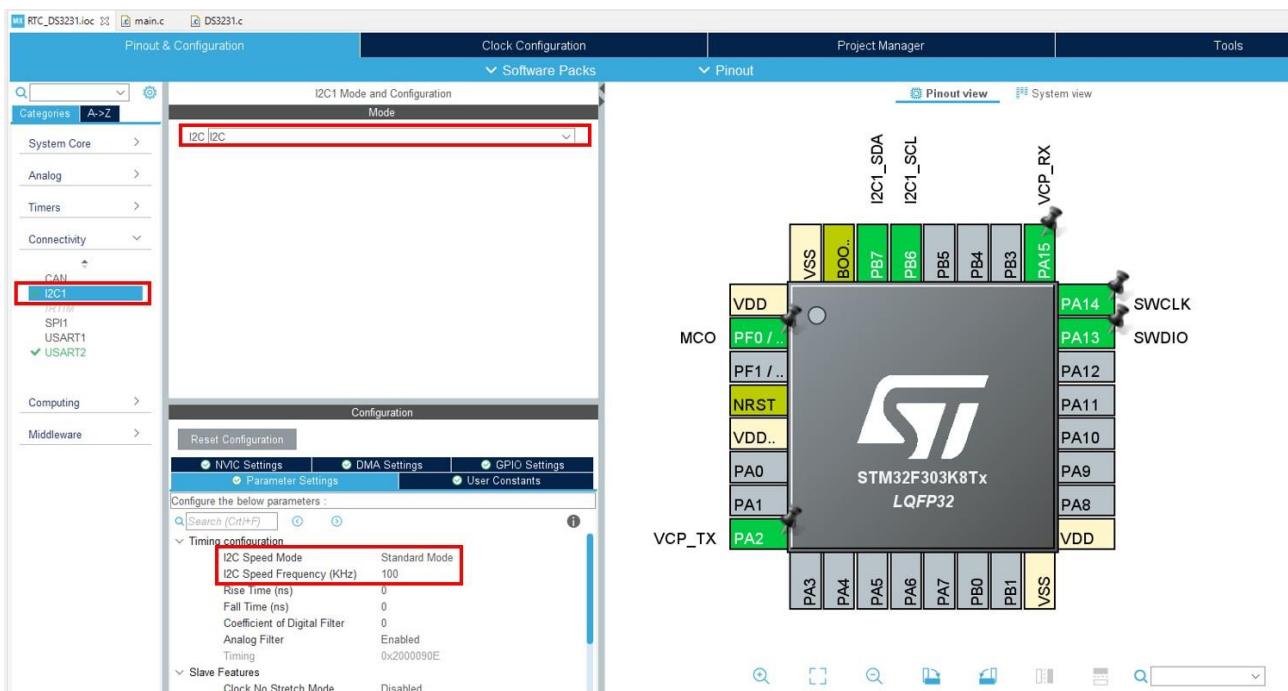 RTC_DS3231.ioc
main.c
DS3231.c
Pinout & Configuration
Clock Configuration
Project Manager
Tools
Software Packs
Pinout
Categories
A->Z
System Core
Analog
Timers
Connectivity
CAN
I2C1
IRTIM
SPI1
USART1
USART2
Computing
Middleware
I2C1 Mode and Configuration
Mode
I2C I2C
Configuration
Reset Configuration
NVIC Settings
DMA Settings
GPIO Settings
Parameter Settings
User Constants
Configure the below parameters :
Search (Crtl+F)
Timing configuration
I2C Speed Mode Standard Mode
I2C Speed Frequency (KHz) 100
Rise Time (ns) 0
Fall Time (ns) 0
Coefficient of Digital Filter 0
Analog Filter Enabled
Timing 0x2000090E
Slave Features
Clock No Stretch Mode Disabled
Pinout view
System view
I2C1_SDA
I2C1_SCL
VCP_RX
VSS
BOO..
PB7
PB6
PB5
PB4
PB3
PA15
VDD
PA14 SWCLK
MCO PF0 / ..
PA13 SWDIO
PF1 / ..
PA12
NRST
PA11
VDD..
PA10
PA0
PA9
PA1
PA8
VCP_TX PA2
VDD
ST
STM32F303K8Tx
LQFP32
PA3
PA4
PA5
PA6
PA7
PB0
PB1
VSS